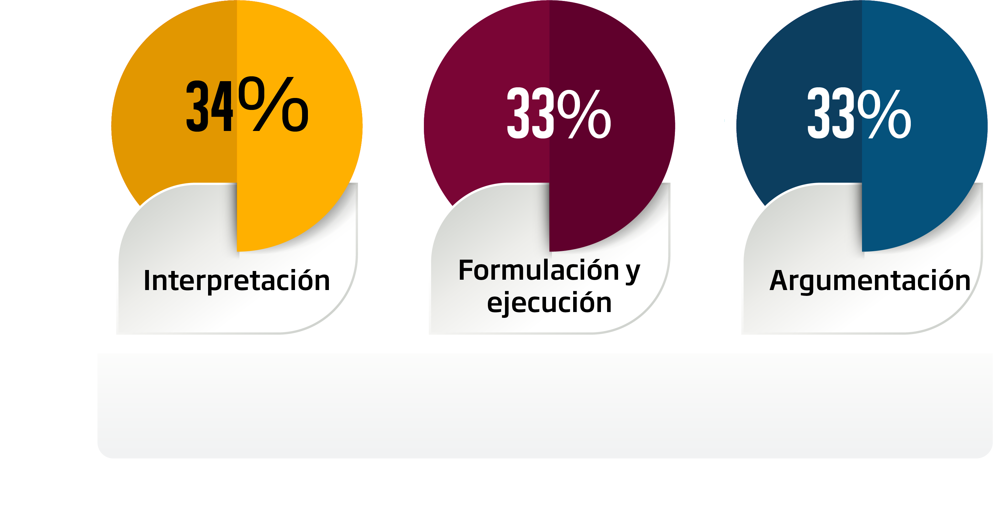 34%
Interpretación
33%
Formulación y
ejecución
33%
Argumentación